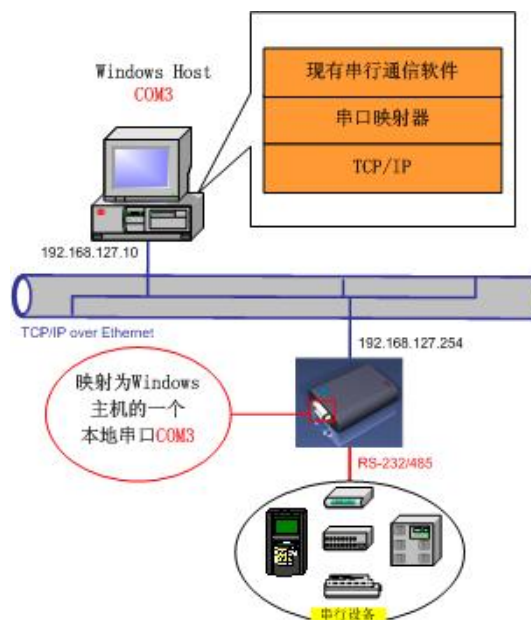 Windows Host
COM3
现有串行通信软件
串口映射器
TCP/IP
192.168.127.10
TCP/IP over Ethernet
192.168.127.254
映射为Windows
主机的一个
本地串口COM3
RS-232/485
串行设备